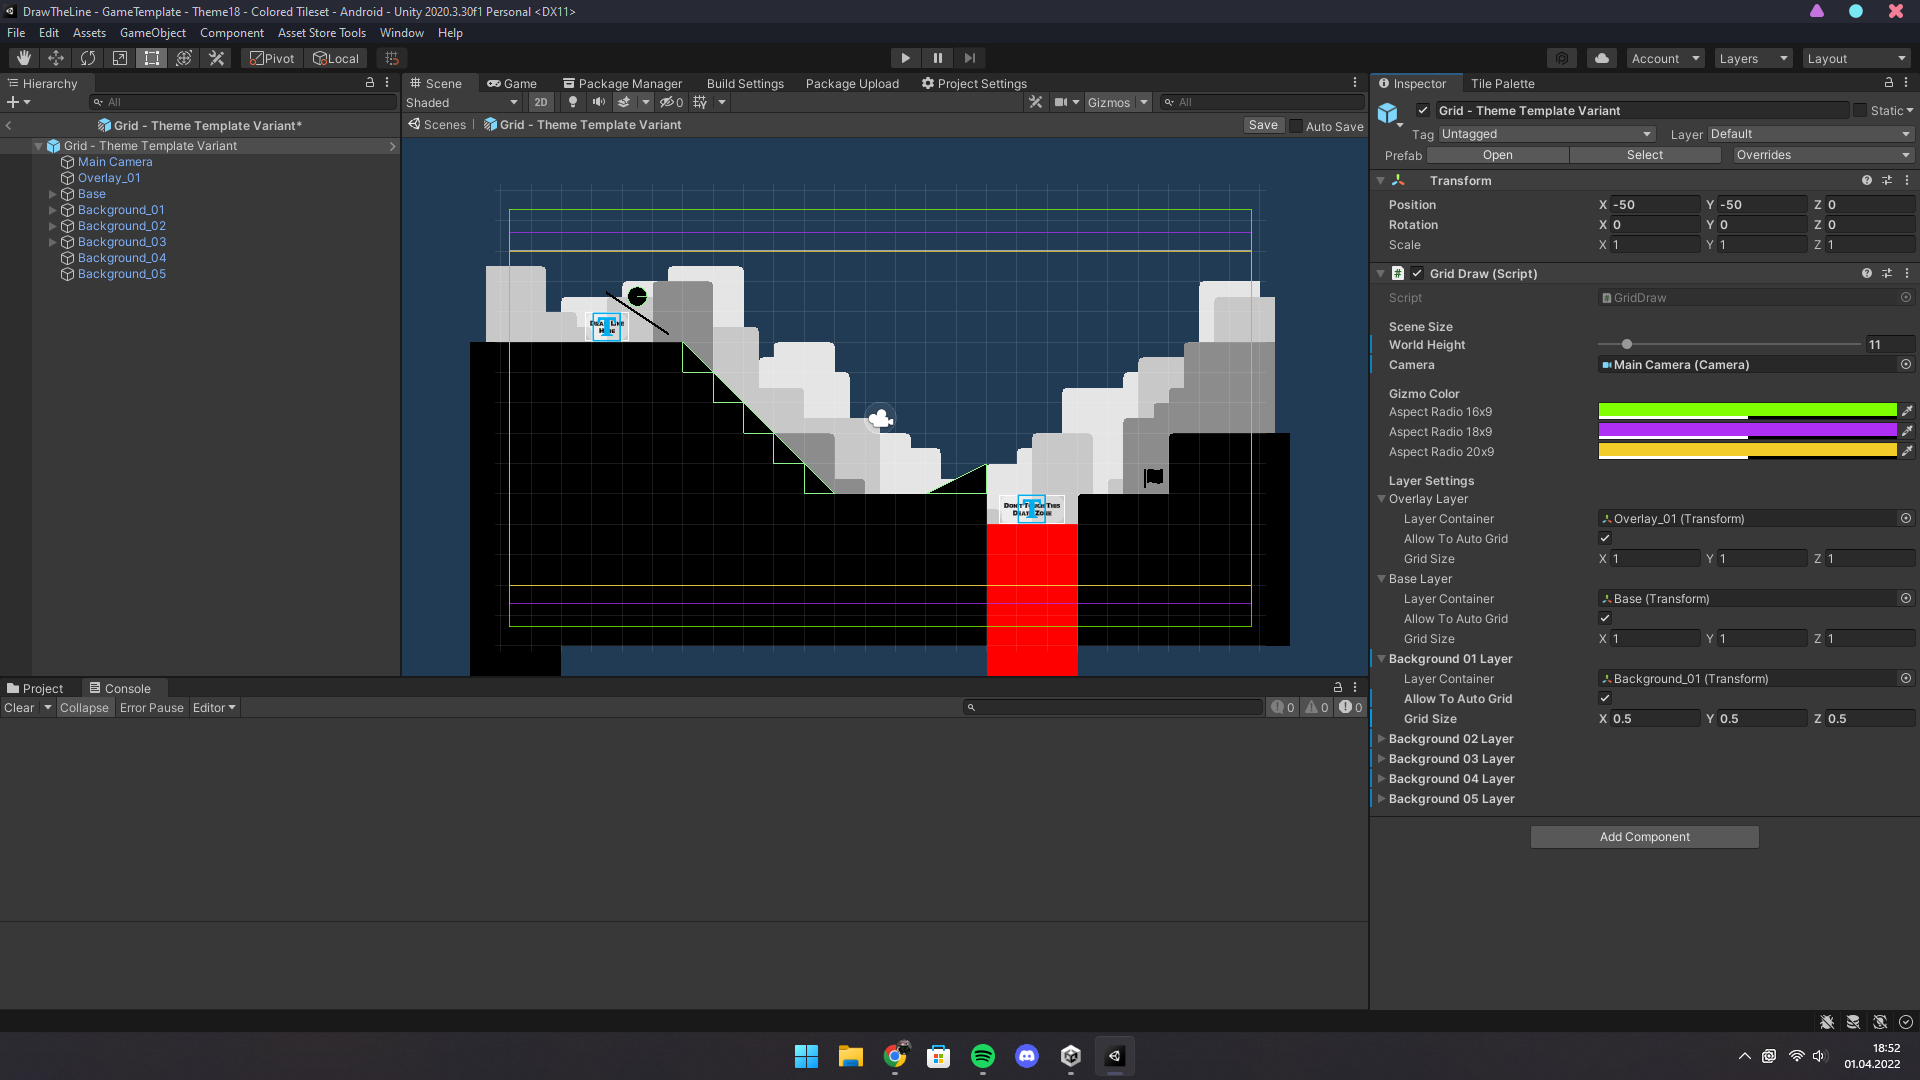 DrawTheLine - GameTemplate - Theme18 - Colored Tileset - Android - Unity 2020.3.30f1 Personal <DX11>
File Edit Assets GameObject Component Asset Store Tools Window Help
Pivot Local Account Layers Layout
Hierarchy
All
Grid - Theme Template Variant*
Grid - Theme Template Variant
Main Camera
Overlay_01
Base
Background_01
Background_02
Background_03
Background_04
Background_05
Scene Game Package Manager Build Settings Package Upload Project Settings
Shaded 2D 0 Gizmos All
Scenes Grid - Theme Template Variant Save Auto Save
Draw Line
Here
Don't Touch This
Death Zone
Project Console
Clear Collapse Error Pause Editor 0 0 0
Inspector Tile Palette
Grid - Theme Template Variant Static
Tag Untagged Layer Default
Prefab Open Select Overrides
Transform
Position X -50 Y -50 Z 0
Rotation X 0 Y 0 Z 0
Scale X 1 Y 1 Z 1
# Grid Draw (Script)
Script GridDraw
Scene Size
World Height 11
Camera Main Camera (Camera)
Gizmo Color
Aspect Radio 16x9
Aspect Radio 18x9
Aspect Radio 20x9
Layer Settings
Overlay Layer
Layer Container Overlay_01 (Transform)
Allow To Auto Grid
Grid Size X 1 Y 1 Z 1
Base Layer
Layer Container Base (Transform)
Allow To Auto Grid
Grid Size X 1 Y 1 Z 1
Background 01 Layer
Layer Container Background_01 (Transform)
Allow To Auto Grid
Grid Size X 0.5 Y 0.5 Z 0.5
Background 02 Layer
Background 03 Layer
Background 04 Layer
Background 05 Layer
Add Component
18:52
01.04.2022